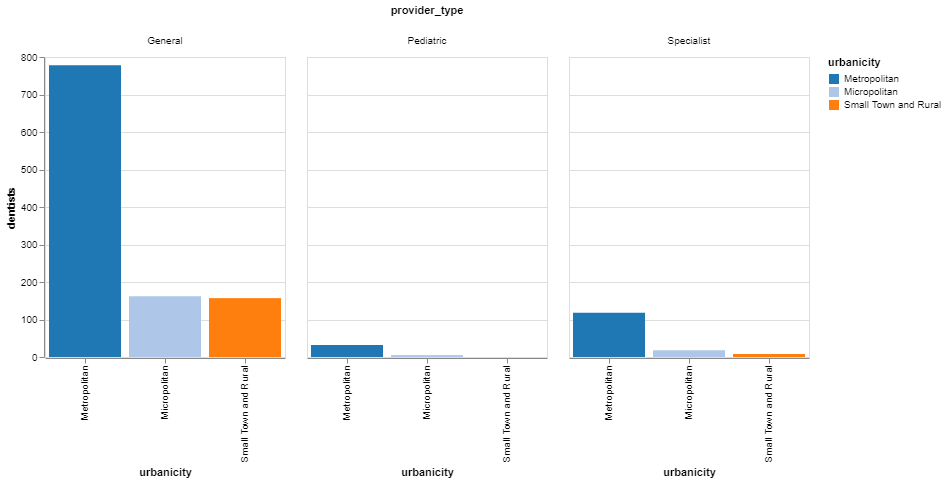 provider_type
General
Pediatric
Specialist
urbanicity
Metropolitan
Micropolitan
Small Town and Rural
dentists
800
700
600
500
400
300
200
100
0
Metropolitan
Micropolitan
Small Town and Rural
Metropolitan
Micropolitan
Small Town and Rural
Metropolitan
Micropolitan
Small Town and Rural
urbanicity
urbanicity
urbanicity